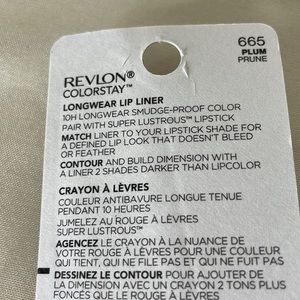 665
PLUM
PRUNE
REVLON®
COLORSTAY™
LONGWEAR LIP LINER
10H LONGWEAR SMUDGE-PROOF COLOR
PAIR WITH SUPER LUSTROUS™ LIPSTICK
MATCH LINER TO YOUR LIPSTICK SHADE FOR
A DEFINED LIP LOOK THAT DOESN'T BLEED
OR FEATHER
CONTOUR AND BUILD DIMENSION WITH
A LINER 2 SHADES DARKER THAN LIPCOLOR
CRAYON À LÈVRES
COULEUR ANTIBAVURE LONGUE TENUE
PENDANT 10 HEURES
JUMELEZ AU ROUGE À LÈVRES
SUPER LUSTROUS™
AGENCEZ LE CRAYON À LA NUANCE DE
VOTRE ROUGE À LÈVRES POUR UNE COULEUR
QUI TIENT, QUI NE FILE PAS ET QUI NE FUIT PAS
DESSINEZ LE CONTOUR POUR AJOUTER DE
LA DIMENSION AVEC UN CRAYON 2 TONS PLUS
FONCÉS QUE LE ROUGE À LÈVRES